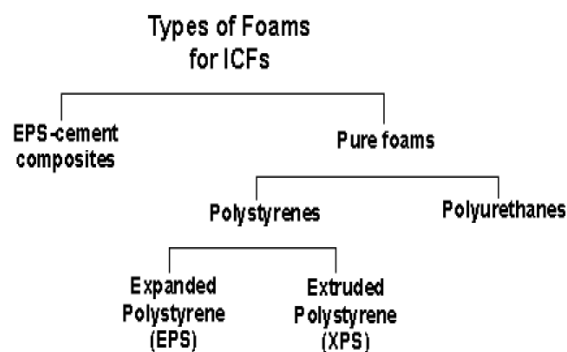 Types of Foams
for ICFs
EPS-cement
composites
Pure foams
Polystyrenes
Polyurethanes
Expanded
Polystyrene
(EPS)
Extruded
Polystyrene
(XPS)